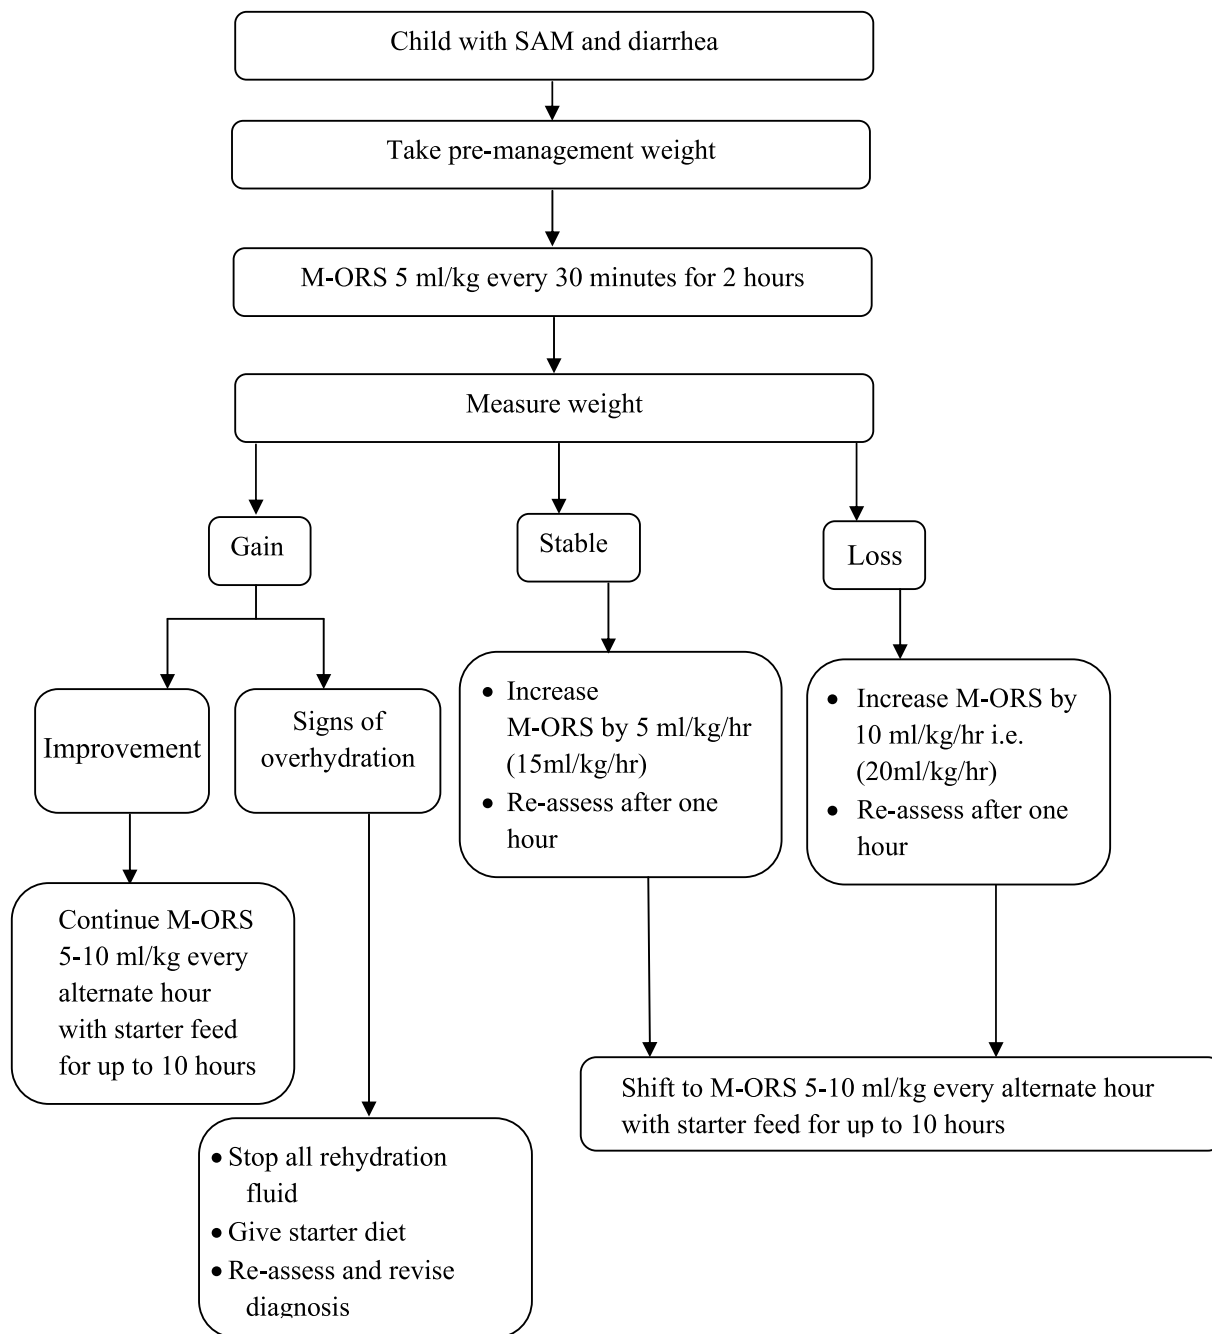 Child with SAM and diarrhea
Take pre-management weight
M-ORS 5 ml/kg every 30 minutes for 2 hours
Measure weight
Gain
Stable
Loss
Improvement
Signs of
overhydration
• Increase
M-ORS by 5 ml/kg/hr
(15ml/kg/hr)
• Re-assess after one
hour
• Increase M-ORS by
10 ml/kg/hr i.e.
(20ml/kg/hr)
• Re-assess after one
hour
Continue M-ORS
5-10 ml/kg every
alternate hour
with starter feed
for up to 10 hours
• Stop all rehydration
fluid
• Give starter diet
• Re-assess and revise
diagnosis
Shift to M-ORS 5-10 ml/kg every alternate hour
with starter feed for up to 10 hours